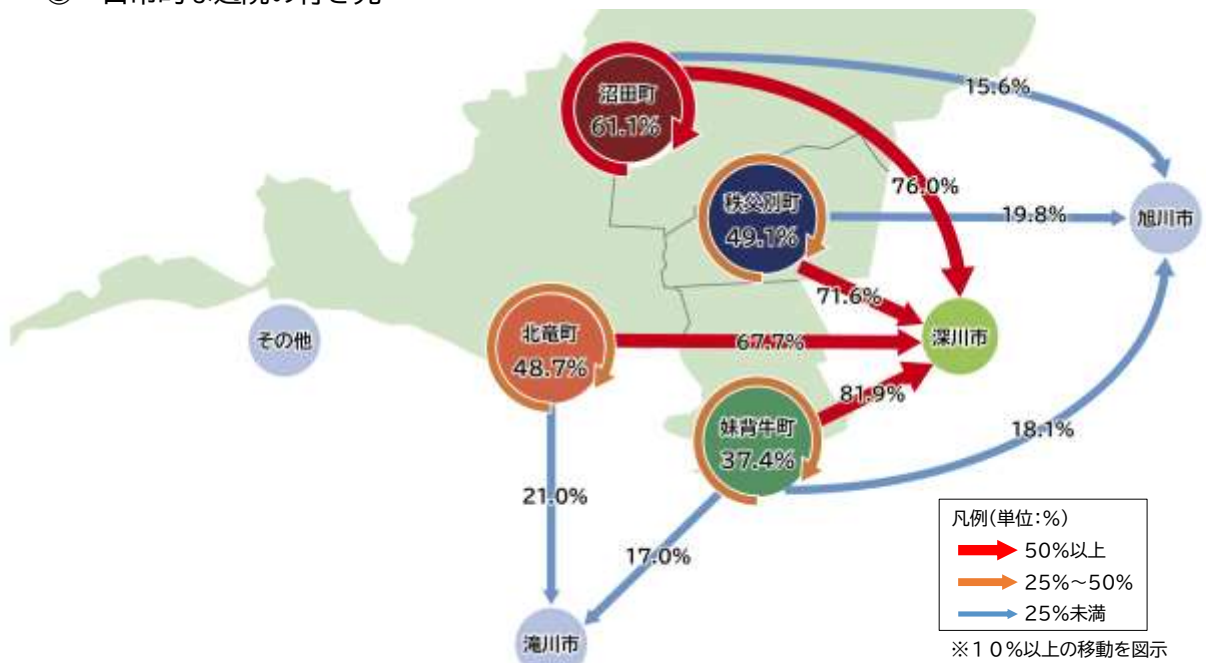 沼田町
61.1%
15.6%
76.0%
秩父別町
49.1%
19.8%
旭川市
71.6%
その他
北竜町
48.7%
67.7%
深川市
81.9%
妹背牛町
37.4%
18.1%
21.0%
17.0%
滝川市
凡例(単位:%)
50%以上
25%～50%
25%未満
※10%以上の移動を図示